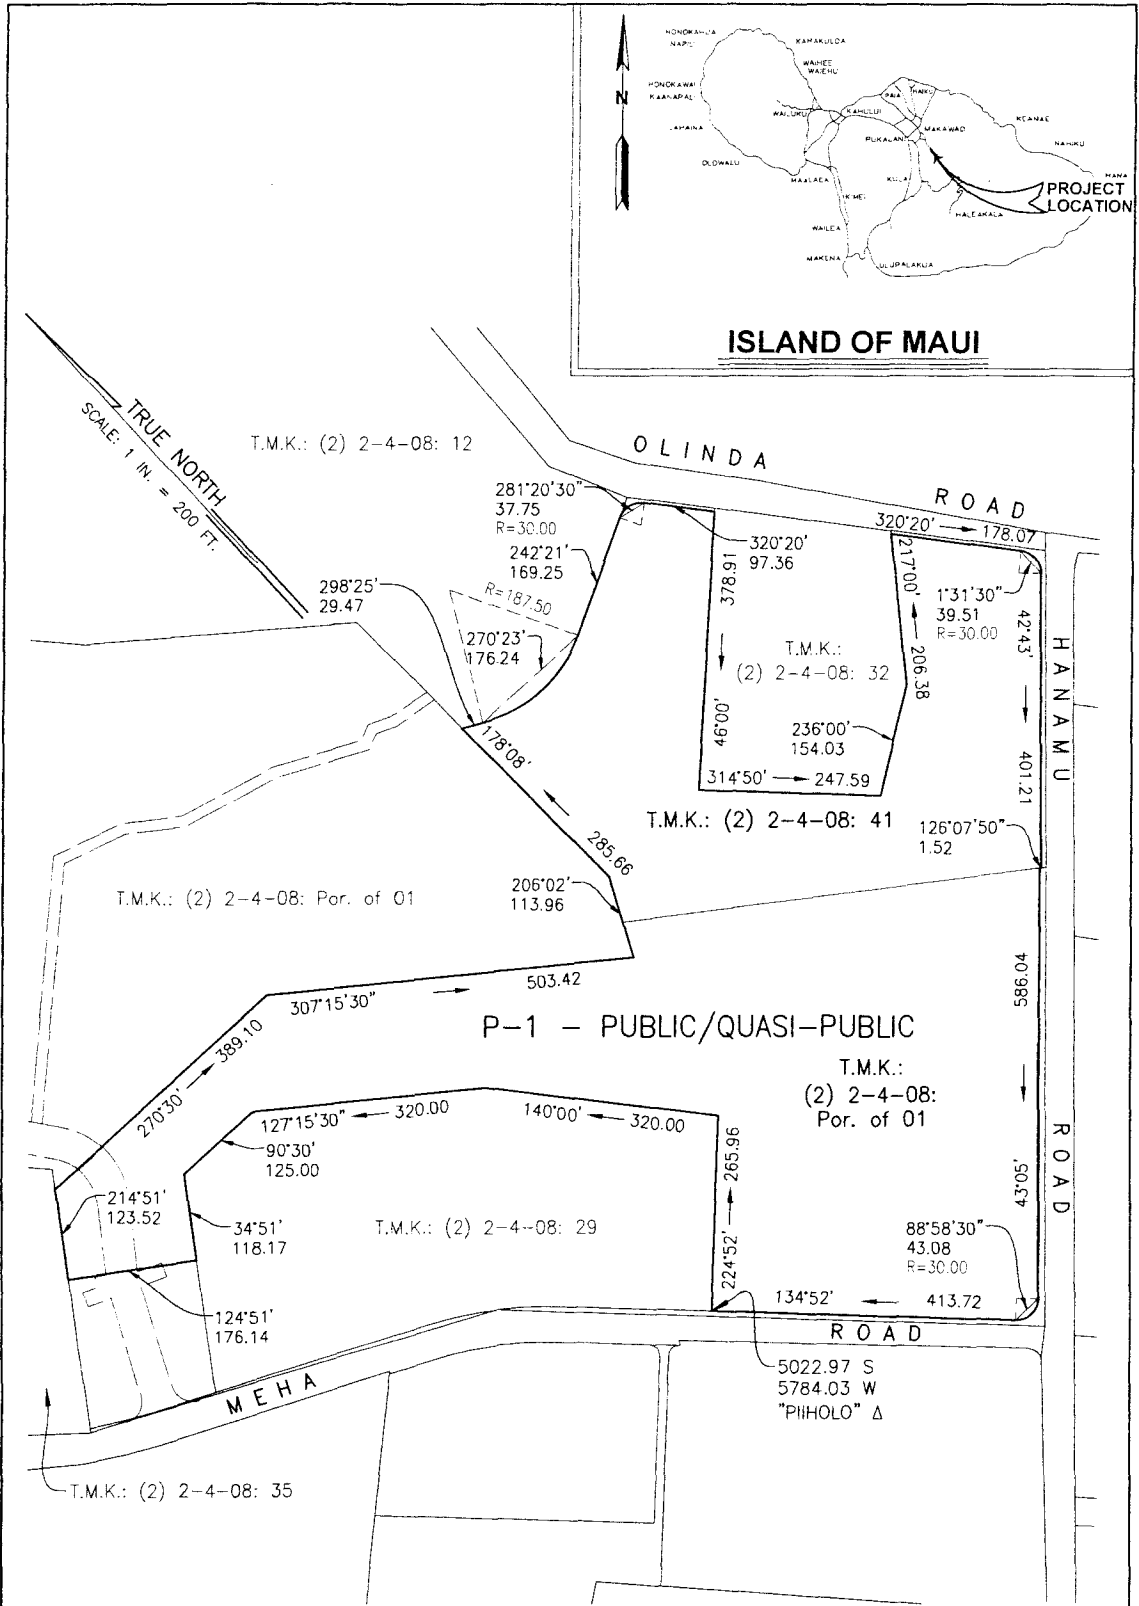 HONOKAHUA
NAPILI
KAHAKULOA
WAIHEE
WAIEHU
HONOKAWAI
KAANAPALI
N
WAILUKU
KAHULUI
PAIA
HAIKU
KEANAE
LAHAINA
MAKAWAO
PUKALANI
NAHIKU
OLOWALU
HANA
MAALAEA
KULA
PROJECT
LOCATION
KIHEI
HALEAKALA
WAILEA
MAKENA
ULUPALAKUA
ISLAND OF MAUI
TRUE NORTH
SCALE: 1 IN. = 200 FT.
T.M.K.: (2) 2-4-08: 12
OLINDA
ROAD
281°20'30"
37.75
R=30.00
320°20' 178.07
242°21'
169.25
320°20'
97.36
378.91
46°00'
217°00'
206.38
1°31'30"
39.51
R=30.00
298°25'
29.47
R=187.50
270°23'
176.24
42°43'
401.21
HANAMU
T.M.K.:
(2) 2-4-08: 32
236°00'
154.03
178°08'
285.66
314°50' 247.59
T.M.K.: (2) 2-4-08: 41
126°07'50"
1.52
206°02'
113.96
T.M.K.: (2) 2-4-08: Por. of 01
586.04
43°05'
307°15'30" 503.42
P-1 - PUBLIC/QUASI-PUBLIC
T.M.K.:
(2) 2-4-08:
Por. of 01
270°30' 389.10
127°15'30" 320.00
140°00' 320.00
90°30'
125.00
224°52' 265.96
ROAD
214°51'
123.52
34°51'
118.17
T.M.K.: (2) 2-4-08: 29
88°58'30"
43.08
R=30.00
124°51'
176.14
134°52' 413.72
ROAD
MEHA
5022.97 S
5784.03 W
"PIIHOLO" Δ
T.M.K.: (2) 2-4-08: 35